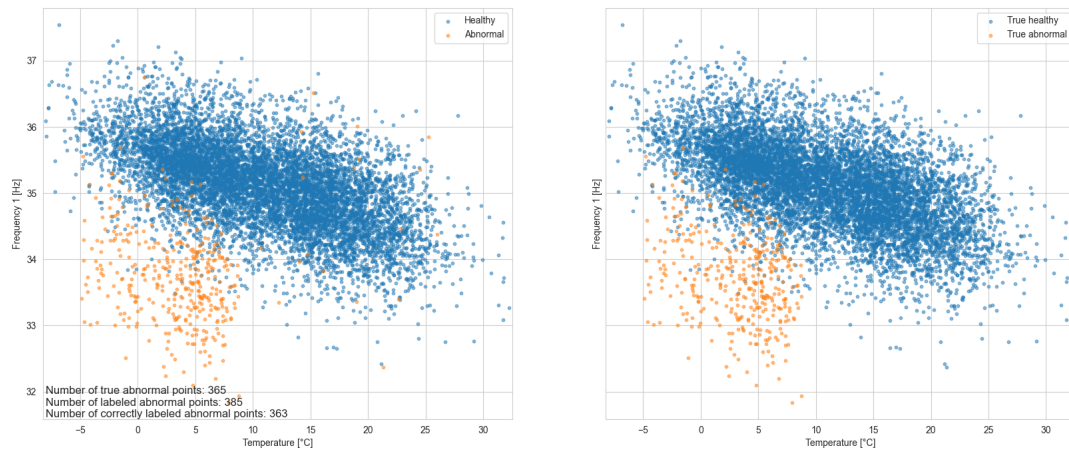 Healthy
Abnormal
37
36
35
34
33
32
Frequency 1 [Hz]
Number of true abnormal points: 365
Number of labeled abnormal points: 385
Number of correctly labeled abnormal points: 363
−5
0
5
10
15
20
25
30
Temperature [°C]
True healthy
True abnormal
Frequency 1 [Hz]
−5
0
5
10
15
20
25
30
Temperature [°C]